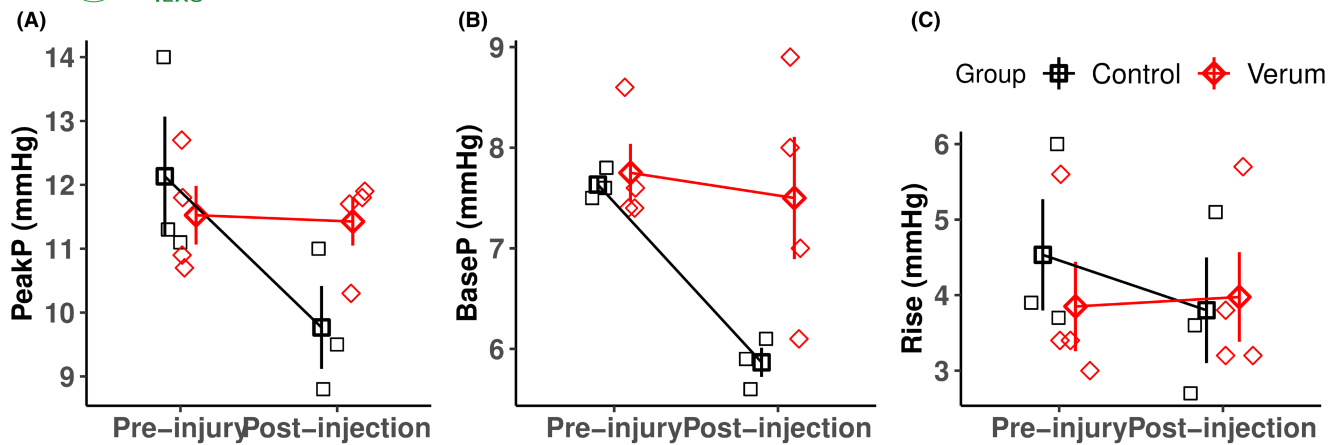 (A)
(B)
(C)
PeakP (mmHg)
14
13
12
11
10
9
Pre−injury
Post−injection
BaseP (mmHg)
9
8
7
6
Pre−injury
Post−injection
Group
Control
Verum
Rise (mmHg)
6
5
4
3
Pre−injury
Post−injection